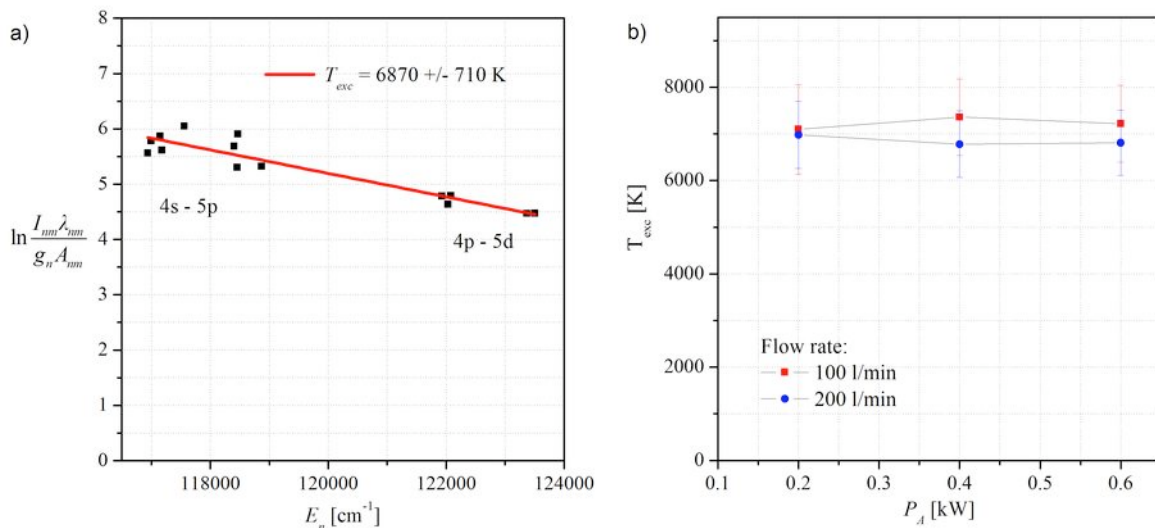 a)
8
7
6
5
4
3
2
1
0
ln I_nm λ_nm / g_n A_nm
T_exc = 6870 +/- 710 K
4s - 5p
4p - 5d
118000 120000 122000 124000
E_n [cm⁻¹]
b)
8000
6000
4000
2000
0
T_exc [K]
Flow rate:
100 l/min
200 l/min
0.1 0.2 0.3 0.4 0.5 0.6
P_A [kW]